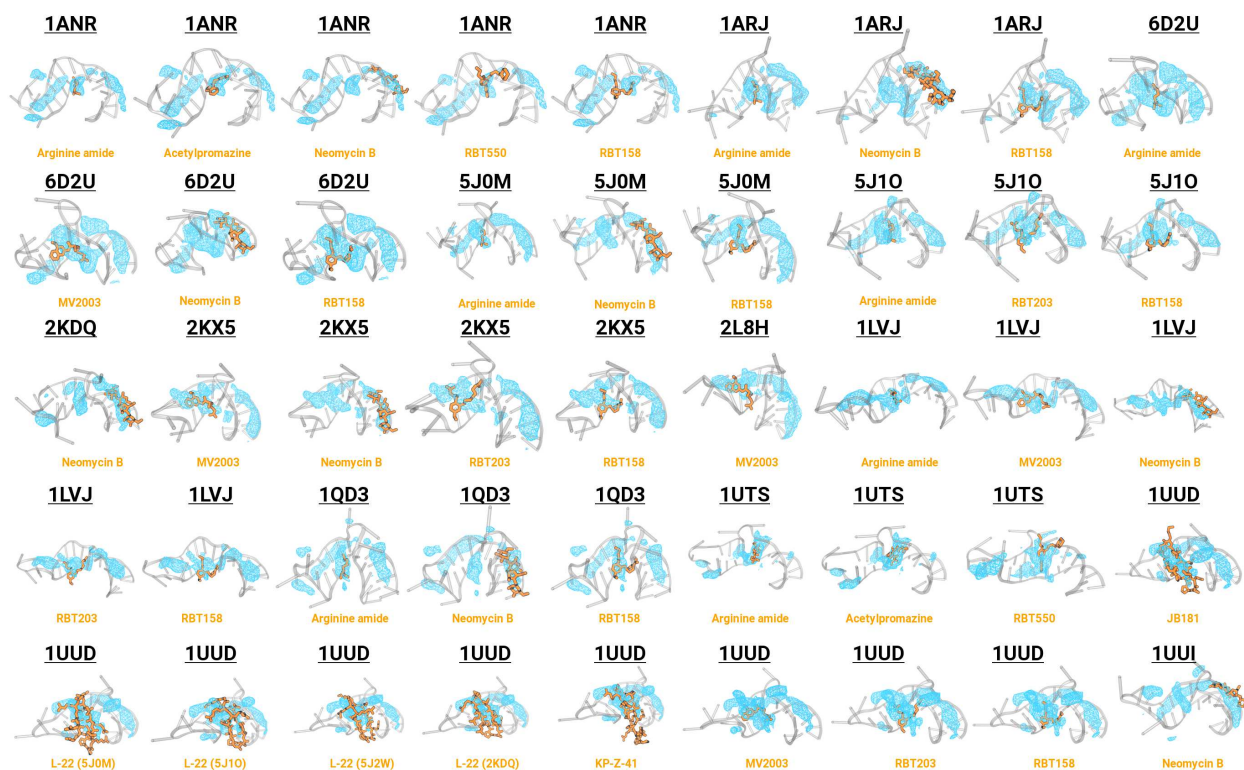 1ANR 1ANR 1ANR 1ANR 1ANR 1ARJ 1ARJ 1ARJ 6D2U
Arginine amide Acetylpromazine Neomycin B RBT550 RBT158 Arginine amide Neomycin B RBT158 Arginine amide
6D2U 6D2U 6D2U 5J0M 5J0M 5J0M 5J1O 5J1O 5J1O
MV2003 Neomycin B RBT158 Arginine amide Neomycin B RBT158 Arginine amide RBT203 RBT158
2KDQ 2KX5 2KX5 2KX5 2KX5 2L8H 1LVJ 1LVJ 1LVJ
Neomycin B MV2003 Neomycin B RBT203 RBT158 MV2003 Arginine amide MV2003 Neomycin B
1LVJ 1LVJ 1QD3 1QD3 1QD3 1UTS 1UTS 1UTS 1UUD
RBT203 RBT158 Arginine amide Neomycin B RBT158 Arginine amide Acetylpromazine RBT550 JB181
1UUD 1UUD 1UUD 1UUD 1UUD 1UUD 1UUD 1UUD 1UUI
L-22 (5J0M) L-22 (5J1O) L-22 (5J2W) L-22 (2KDQ) KP-Z-41 MV2003 RBT203 RBT158 Neomycin B